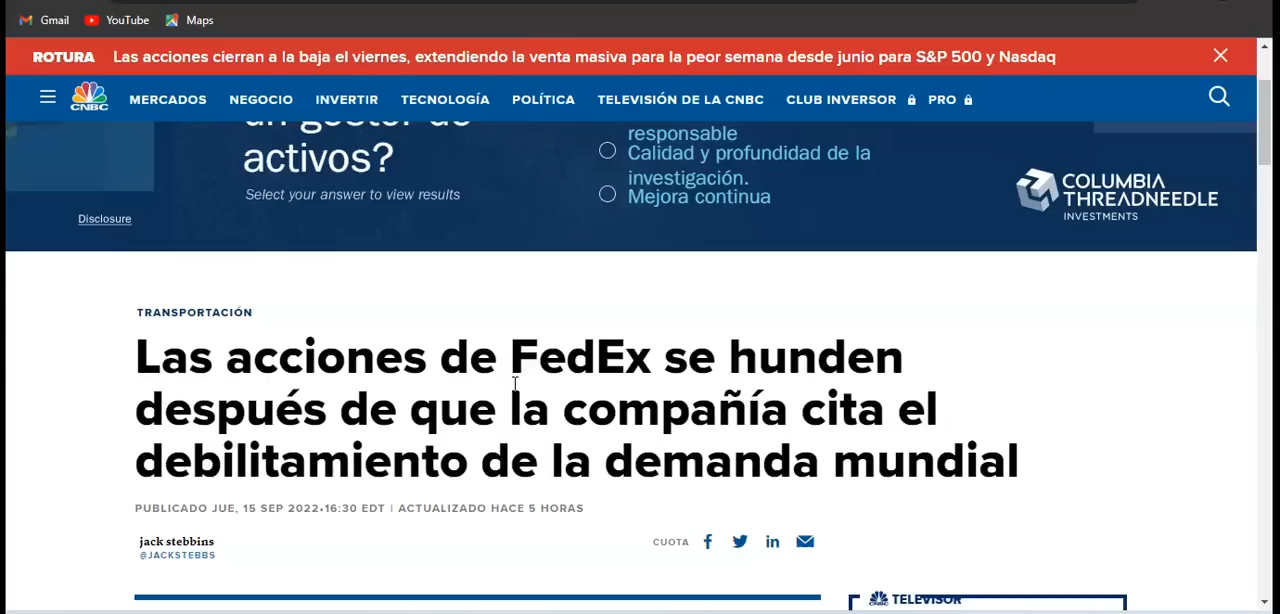 Gmail YouTube Maps
ROTURA Las acciones cierran a la baja el viernes, extendiendo la venta masiva para la peor semana desde junio para S&P 500 y Nasdaq
CNBC MERCADOS NEGOCIO INVERTIR TECNOLOGÍA POLÍTICA TELEVISIÓN DE LA CNBC CLUB INVERSOR PRO
un gestor de
activos?
Select your answer to view results
Disclosure
responsable
Calidad y profundidad de la
investigación.
Mejora continua
COLUMBIA
THREADNEEDLE
INVESTMENTS
TRANSPORTACIÓN
Las acciones de FedEx se hunden
después de que la compañía cita el
debilitamiento de la demanda mundial
PUBLICADO JUE, 15 SEP 2022•16:30 EDT | ACTUALIZADO HACE 5 HORAS
jack stebbins
@JACKSTEBBS
CUOTA
CNBC TELEVISOR